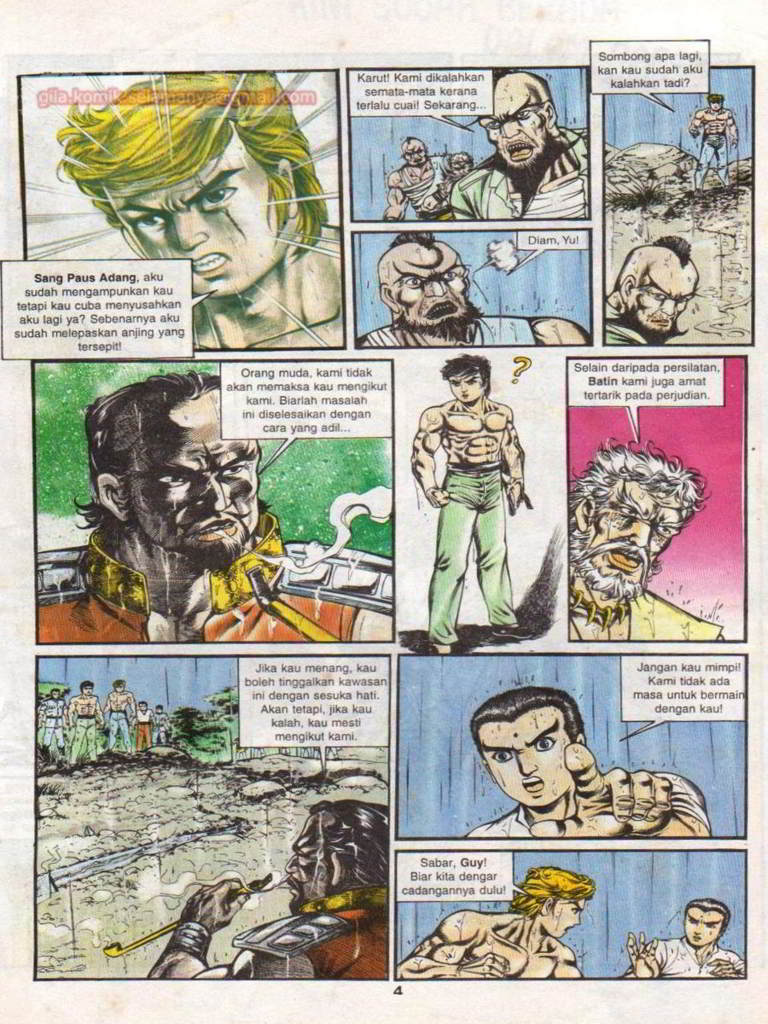 gila-komik.selamanya@gmail.com
Sang Paus Adang, aku
sudah mengampunkan kau
tetapi kau cuba menyusahkan
aku lagi ya? Sebenarnya aku
sudah melepaskan anjing yang
tersepit!
Karut! Kami dikalahkan
semata-mata kerana
terlalu cuai! Sekarang...
Diam, Yu!
Sombong apa lagi,
kan kau sudah aku
kalahkan tadi?
Orang muda, kami tidak
akan memaksa kau mengikut
kami. Biarlah masalah
ini diselesaikan dengan
cara yang adil...
?
Selain daripada persilatan,
Batin kami juga amat
tertarik pada perjudian.
Jika kau menang, kau
boleh tinggalkan kawasan
ini dengan sesuka hati.
Akan tetapi, jika kau
kalah, kau mesti
mengikut kami.
Jangan kau mimpi!
Kami tidak ada
masa untuk bermain
dengan kau!
Sabar, Guy!
Biar kita dengar
cadangannya dulu!
4